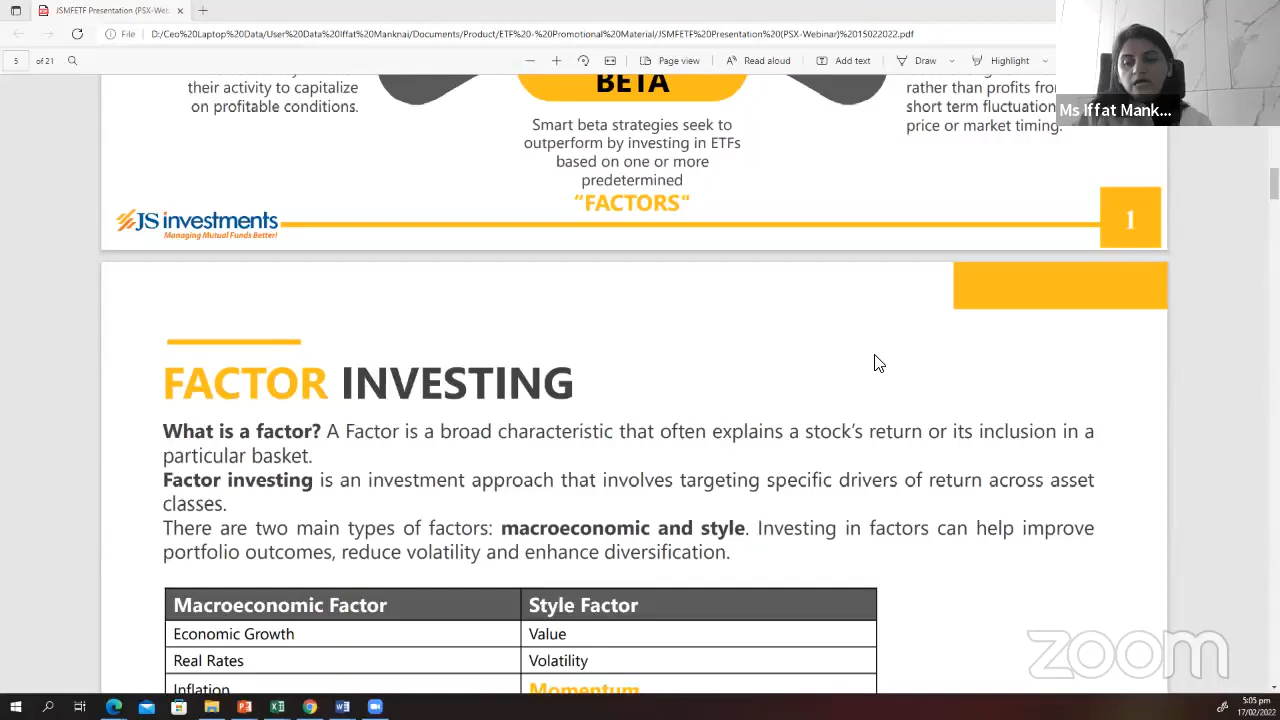 JSMFETF Presentation (PSX-Web
File
D:/Ceo%20Laptop%20Data/User%20Data%20Iffat%20Manknai/Documents/Product/ETF%20-%20Promotional%20Material/JSMFETF%20Presentation%20(PSX-Webinar)%2015022022.pdf
5 of 21
Page view
Read aloud
Add text
Draw
Highlight
Ms Iffat Mank...
their activity to capitalize
on profitable conditions.
BETA
Smart beta strategies seek to
outperform by investing in ETFs
based on one or more
predetermined
“FACTORS"
rather than profits from
short term fluctuation
price or market timing.
JS investments
Managing Mutual Funds Better!
1
FACTOR INVESTING
What is a factor? A Factor is a broad characteristic that often explains a stock’s return or its inclusion in a
particular basket.
Factor investing is an investment approach that involves targeting specific drivers of return across asset
classes.
There are two main types of factors: macroeconomic and style. Investing in factors can help improve
portfolio outcomes, reduce volatility and enhance diversification.
Macroeconomic Factor Style Factor
Economic Growth Value
Real Rates Volatility
Inflation Momentum
zoom
5:05 pm
17/02/2022